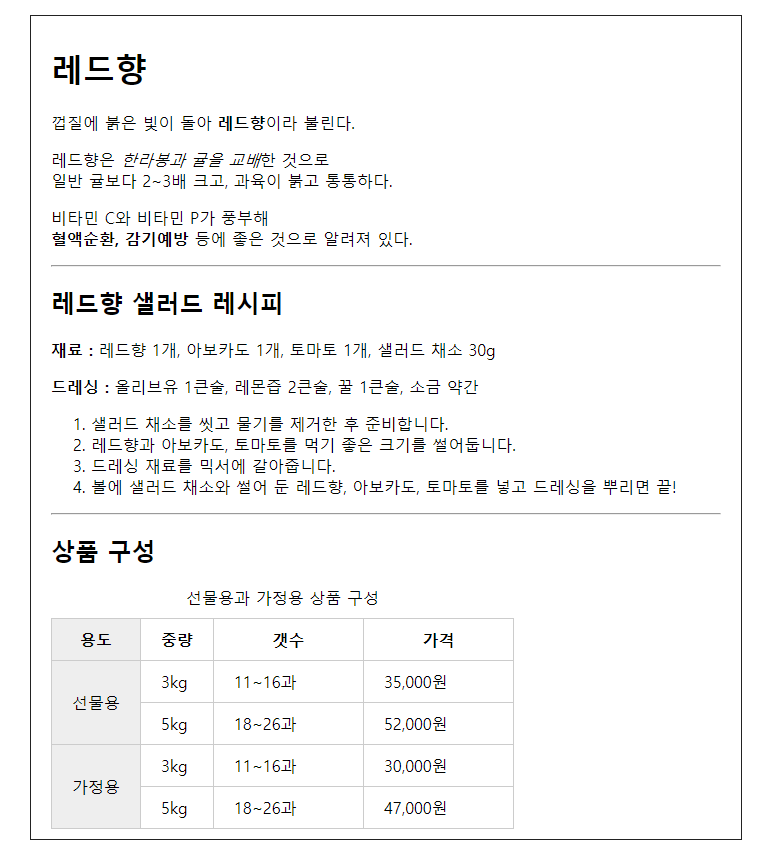 레드향
껍질에 붉은 빛이 돌아 레드향이라 불린다.
레드향은 한라봉과 귤을 교배한 것으로
일반 귤보다 2~3배 크고, 과육이 붉고 통통하다.
비타민 C와 비타민 P가 풍부해
혈액순환, 감기예방 등에 좋은 것으로 알려져 있다.
레드향 샐러드 레시피
재료 : 레드향 1개, 아보카도 1개, 토마토 1개, 샐러드 채소 30g
드레싱 : 올리브유 1큰술, 레몬즙 2큰술, 꿀 1큰술, 소금 약간
1. 샐러드 채소를 씻고 물기를 제거한 후 준비합니다.
2. 레드향과 아보카도, 토마토를 먹기 좋은 크기를 썰어둡니다.
3. 드레싱 재료를 믹서에 갈아줍니다.
4. 볼에 샐러드 채소와 썰어 둔 레드향, 아보카도, 토마토를 넣고 드레싱을 뿌리면 끝!
상품 구성
선물용과 가정용 상품 구성
용도 중량 갯수 가격
선물용 3kg 11~16과 35,000원
5kg 18~26과 52,000원
가정용 3kg 11~16과 30,000원
5kg 18~26과 47,000원